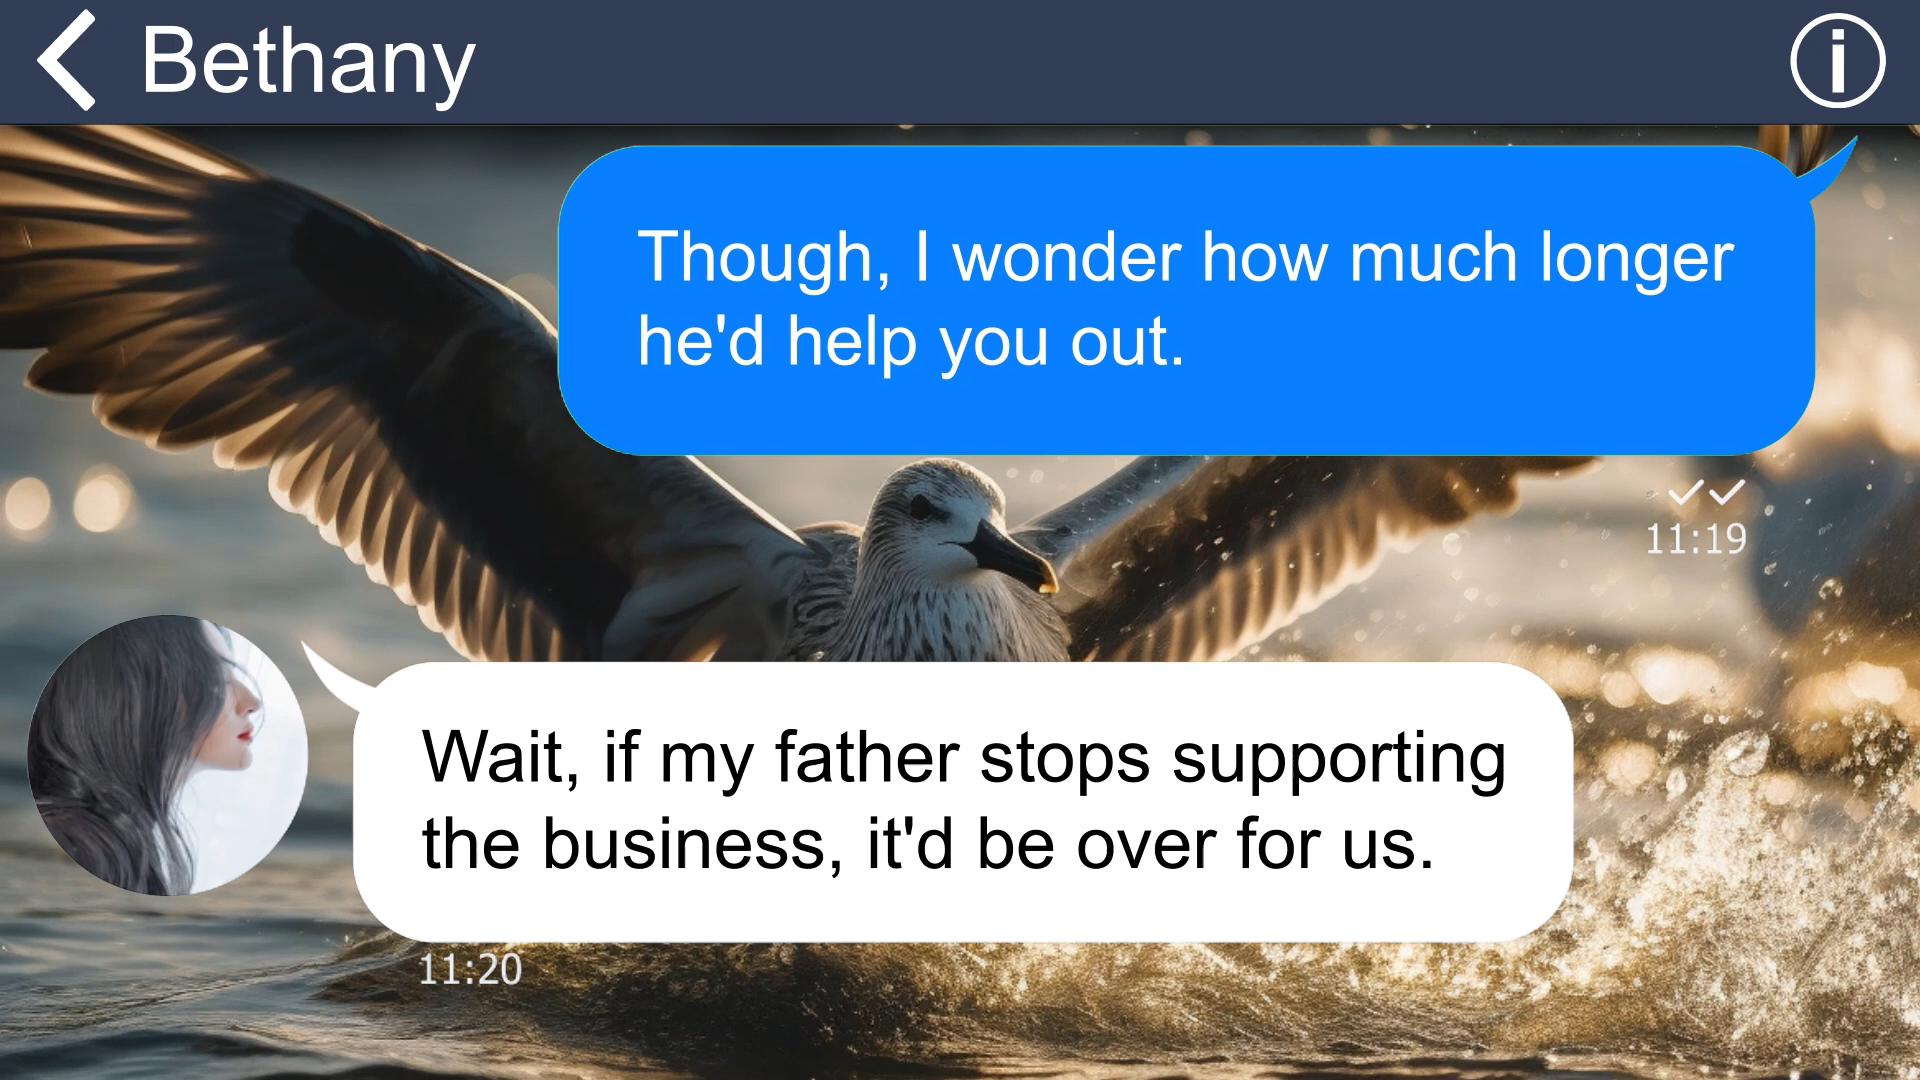 Bethany
Though, I wonder how much longer
he'd help you out.
11:19
Wait, if my father stops supporting
the business, it'd be over for us.
11:20